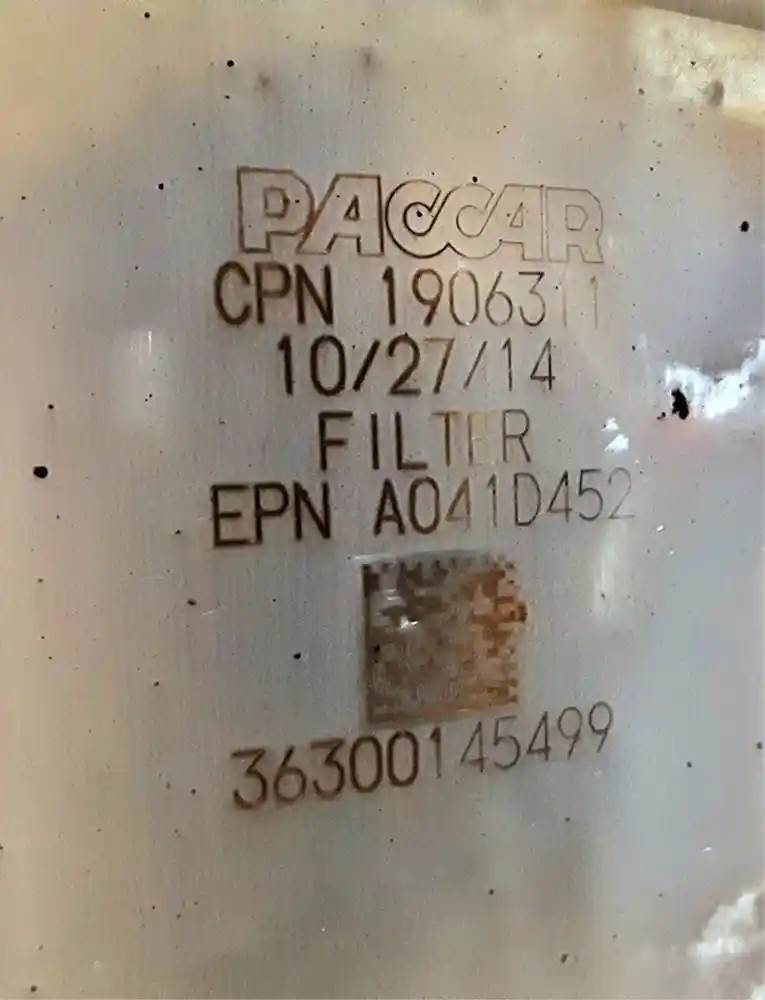 PACCAR
CPN 1906311
10/27/14
FILTER
EPN A041D452
36300145499